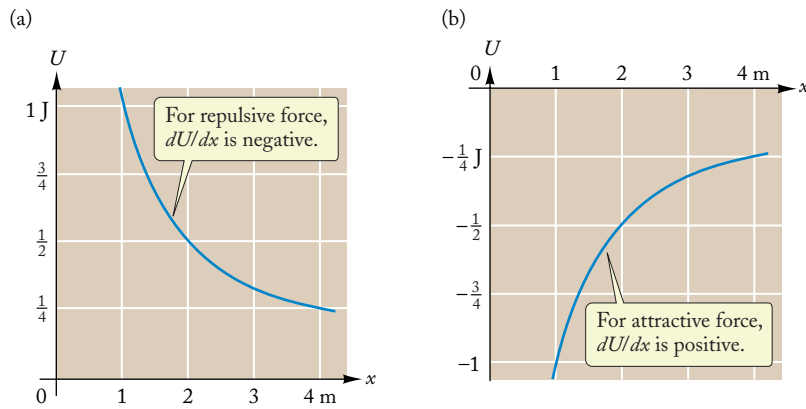 (a)
U
1 J
For repulsive force,
dU/dx is negative.
3/4
1/2
1/4
0 1 2 3 4 m x
(b)
U
0 1 2 3 4 m
x
−1/4 J
−1/2
−3/4
For attractive force,
dU/dx is positive.
−1